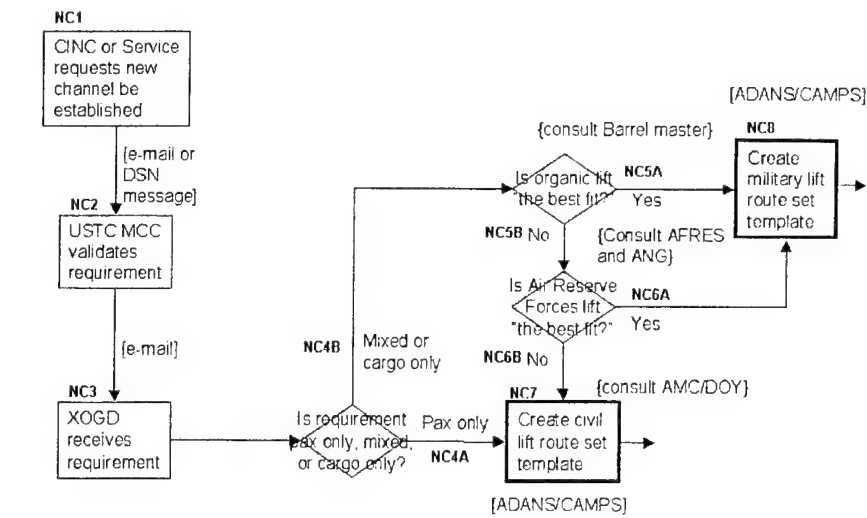 NC1
CINC or Service
requests new
channel be
established
{e-mail or
DSN
message}
NC2
USTC MCC
validates
requirement
{e-mail}
NC3
XOGD
receives
requirement
Is requirement
pax only, mixed,
or cargo only?
NC4B
Mixed or
cargo only
Pax only
NC4A
{consult Barrel master}
Is organic lift
"the best fit?"
NC5A
Yes
NC5B No
{Consult AFRES
and ANG}
Is Air Reserve
Forces lift
"the best fit?"
NC6A
Yes
NC6B No
{consult AMC/DOY}
NC7
Create civil
lift route set
template
[ADANS/CAMPS]
[ADANS/CAMPS]
NC8
Create
military lift
route set
template